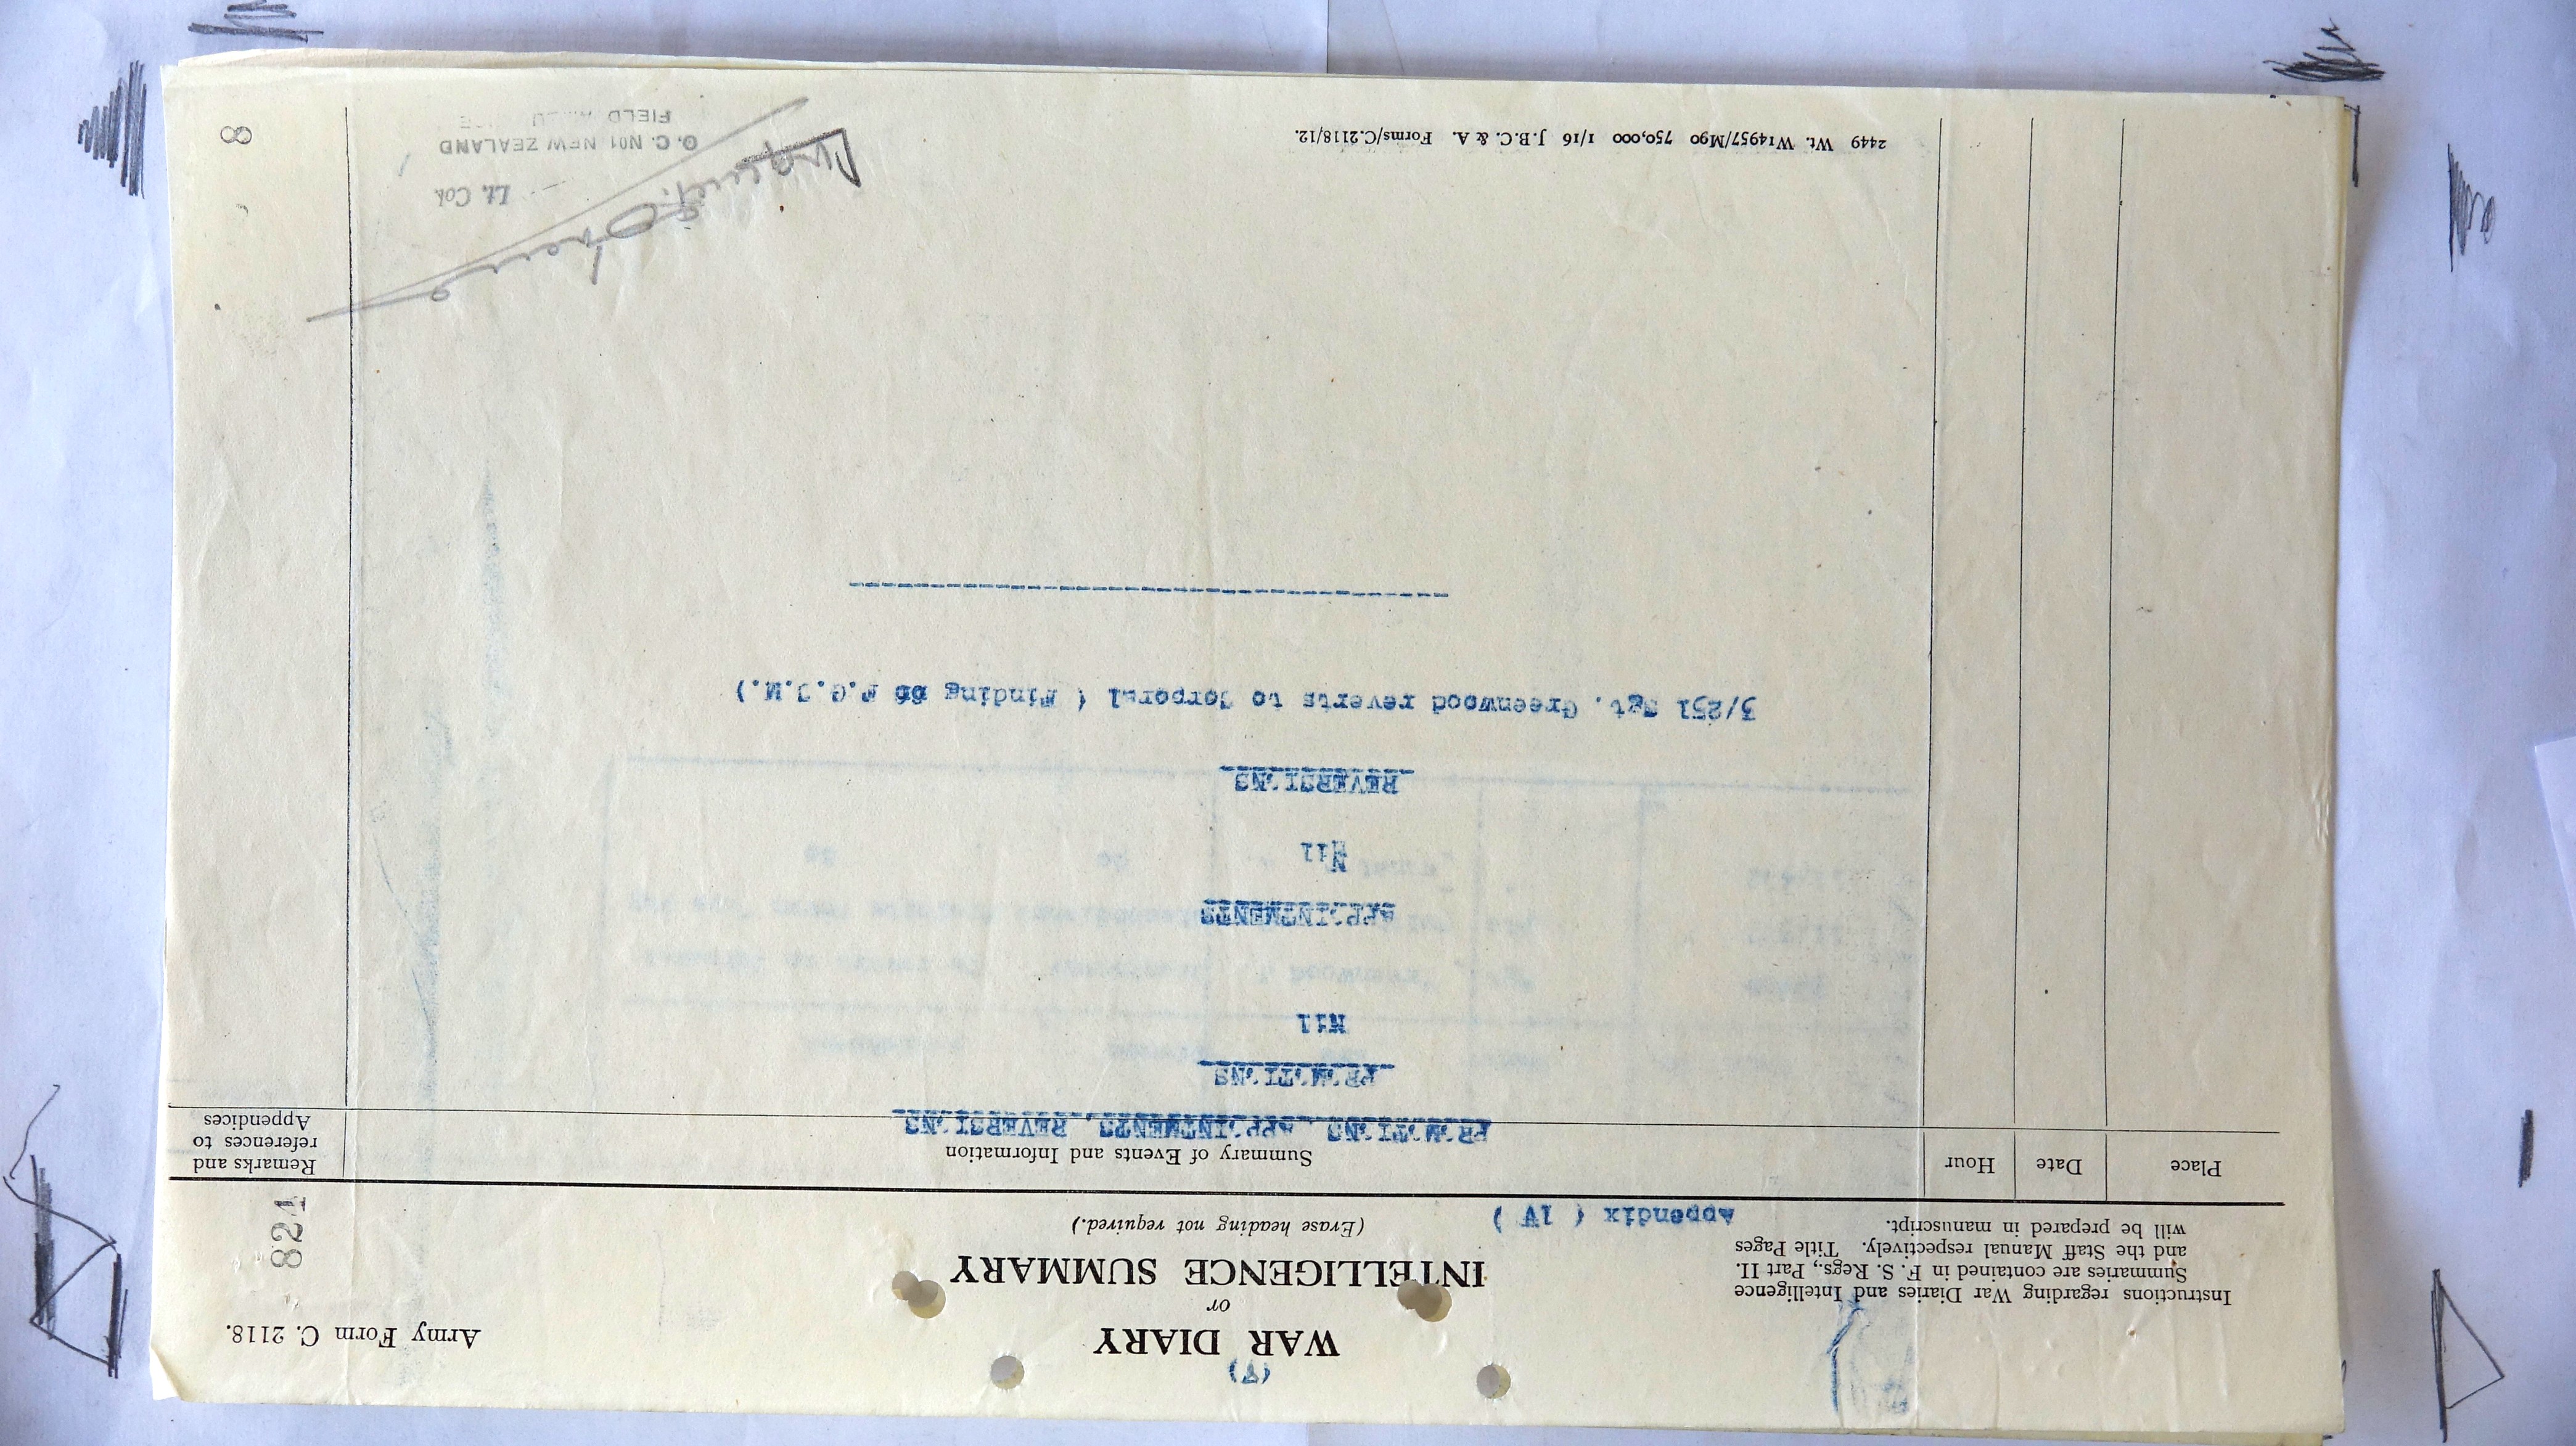 (V)
WAR DIARY
or
INTELLIGENCE SUMMARY
(Erase heading not required.)
Army Form C. 2118.
Instructions regarding War Diaries and Intelligence
Summaries are contained in F. S. Regs., Part II.
and the Staff Manual respectively. Title Pages
will be prepared in manuscript.
Appendix ( IV )
821
Place
Date
Hour
Summary of Events and Information
Remarks and
references to
Appendices
PROMOTIONS, APPOINTMENTS, REVERSIONS
PROMOTIONS
Nil
APPOINTMENTS
Nil
REVERSIONS
3/251 Sgt. Greenwood reverts to Corporal ( Finding F.G.C.M.)
Lt. Col
O. C. No1 NEW ZEALAND
FIELD
2449 Wt. W14957/M90 750,000 1/16 J.B.C. & A. Forms/C.2118/12.
8